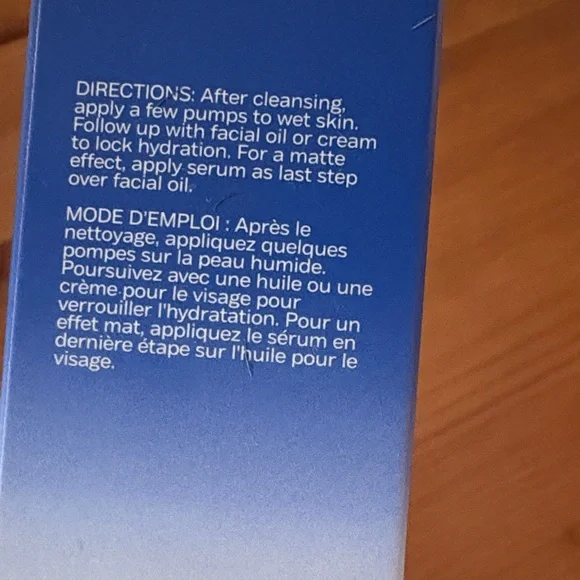 DIRECTIONS: After cleansing,
apply a few pumps to wet skin.
Follow up with facial oil or cream
to lock hydration. For a matte
effect, apply serum as last step
over facial oil.
MODE D'EMPLOI : Après le
nettoyage, appliquez quelques
pompes sur la peau humide.
Poursuivez avec une huile ou une
crème pour le visage pour
verrouiller l'hydratation. Pour un
effet mat, appliquez le sérum en
dernière étape sur l'huile pour le
visage.